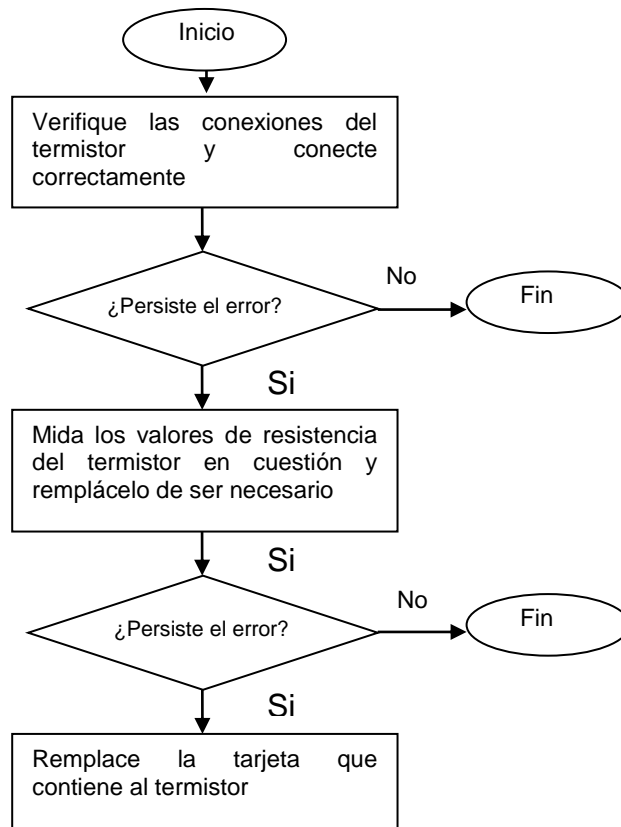 Inicio
Verifique las conexiones del
termistor y conecte
correctamente
¿Persiste el error?
No
Fin
Si
Mida los valores de resistencia
del termistor en cuestión y
remplácelo de ser necesario
Si
¿Persiste el error?
No
Fin
Si
Remplace la tarjeta que
contiene al termistor